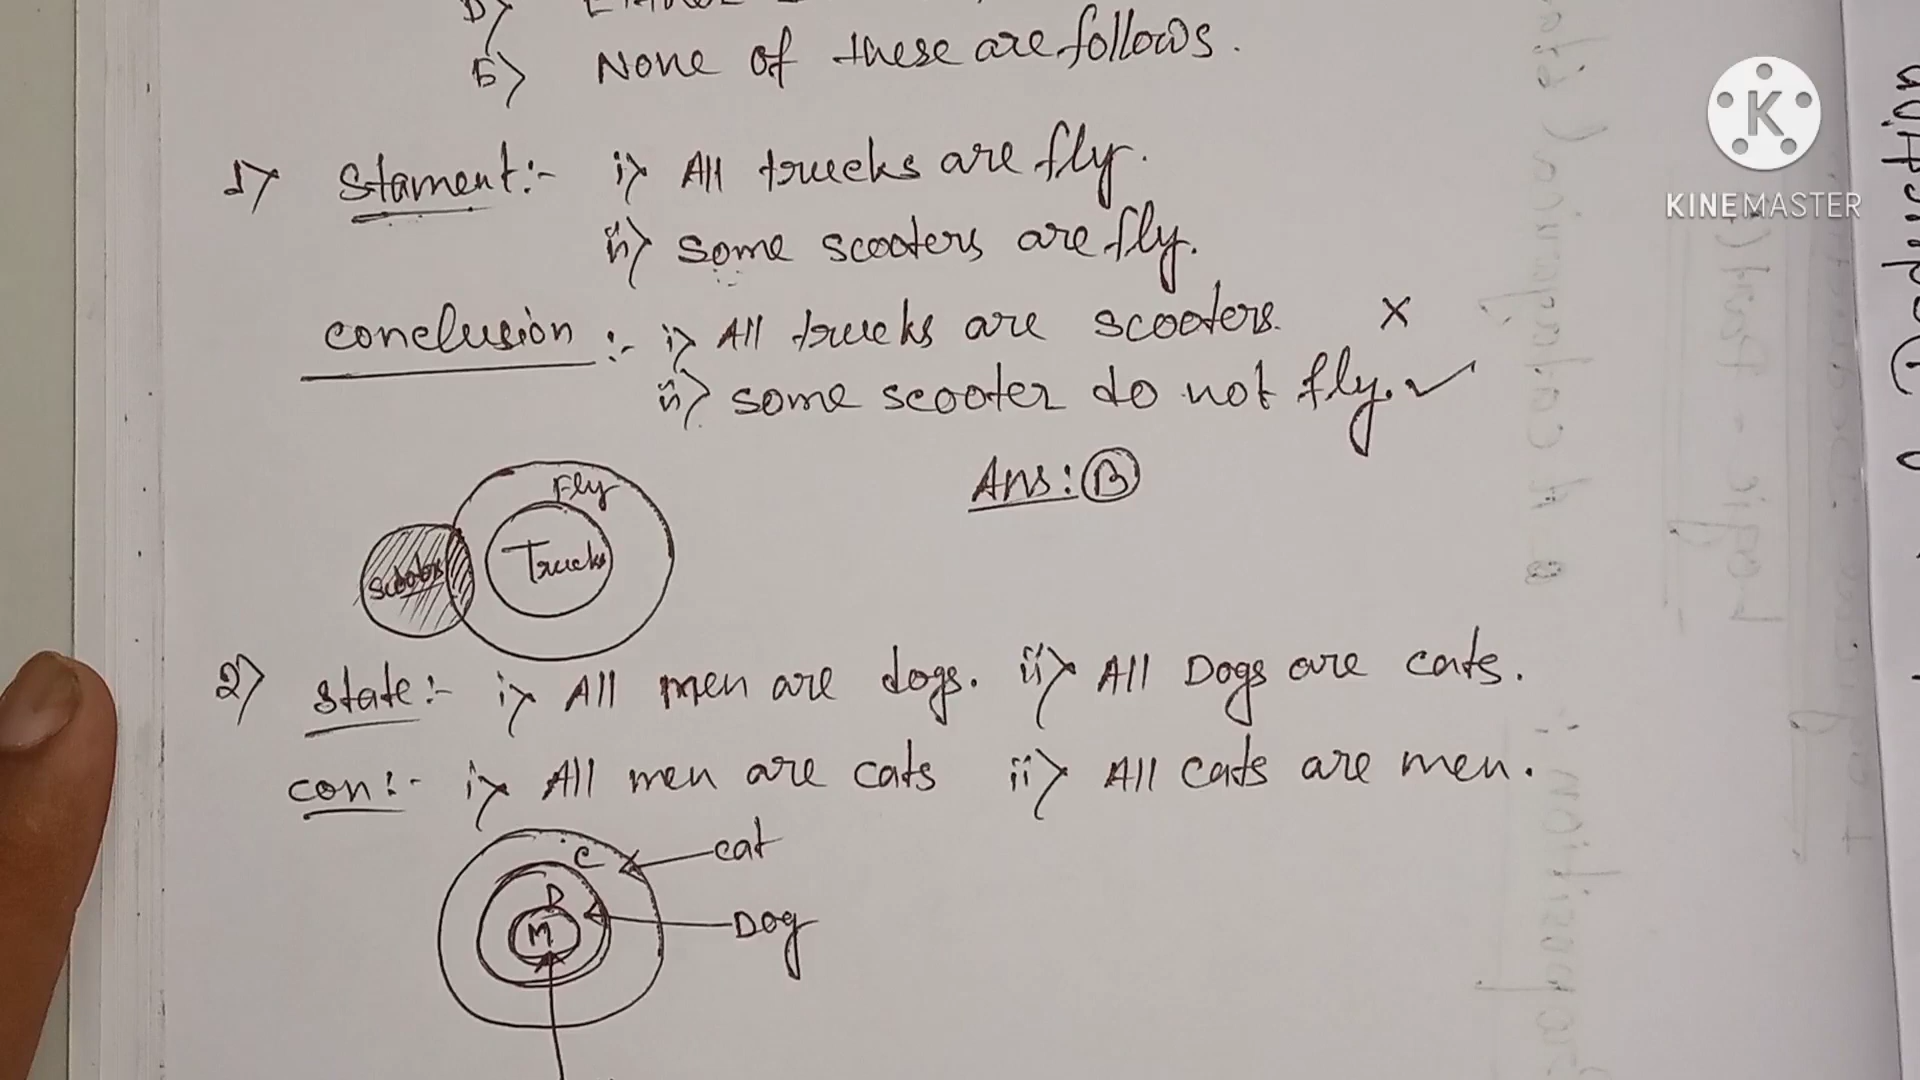 E) None of these are follows.
1) Stament:- i) All trucks are fly.
ii) some scooters are fly.
conclusion :- i) All trucks are scooters. X
ii) some scooter do not fly. ✓
Ans: B
Fly
Trucks
Scooters
2) State:- i) All men are dogs. ii) All Dogs are cats.
con:- i) All men are cats ii) All cats are men.
C
cat
D
Dog
M
K
KINEMASTER